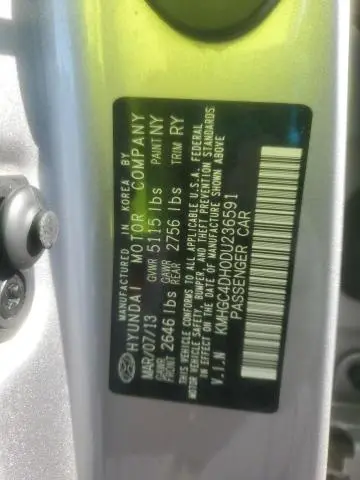 MANUFACTURED IN KOREA BY
HYUNDAI MOTOR COMPANY
MAR/07/13 GVWR 5115 lbs PAINT NY
GAWR FRONT 2646 lbs GAWR REAR 2756 lbs TRIM RY
THIS VEHICLE CONFORMS TO ALL APPLICABLE U.S.A. FEDERAL
MOTOR VEHICLE SAFETY, BUMPER, AND THEFT PREVENTION STANDARDS
IN EFFECT ON THE DATE OF MANUFACTURE SHOWN ABOVE
V.I.N KMHGC4DH0DU236591
PASSENGER CAR